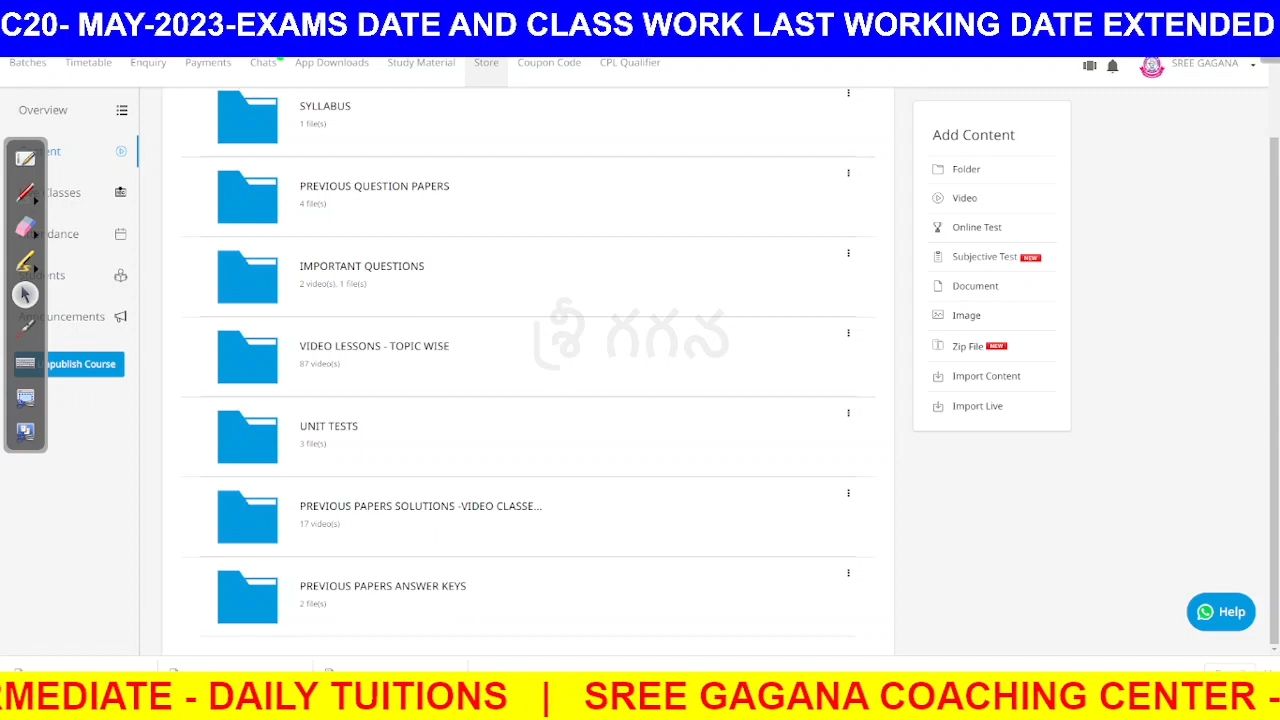 C20- MAY-2023-EXAMS DATE AND CLASS WORK LAST WORKING DATE EXTENDED
Batches Timetable Enquiry Payments Chats App Downloads Study Material Store Coupon Code CPL Qualifier SREE GAGANA
Overview
Classes
Announcements
Unpublish Course
SYLLABUS
1 file(s)
PREVIOUS QUESTION PAPERS
4 file(s)
IMPORTANT QUESTIONS
2 video(s), 1 file(s)
VIDEO LESSONS - TOPIC WISE
87 video(s)
UNIT TESTS
3 file(s)
PREVIOUS PAPERS SOLUTIONS -VIDEO CLASSE...
17 video(s)
PREVIOUS PAPERS ANSWER KEYS
2 file(s)
శ్రీ గగన
Add Content
Folder
Video
Online Test
Subjective Test NEW
Document
Image
Zip File NEW
Import Content
Import Live
Help
RMEDIATE - DAILY TUITIONS | SREE GAGANA COACHING CENTER -